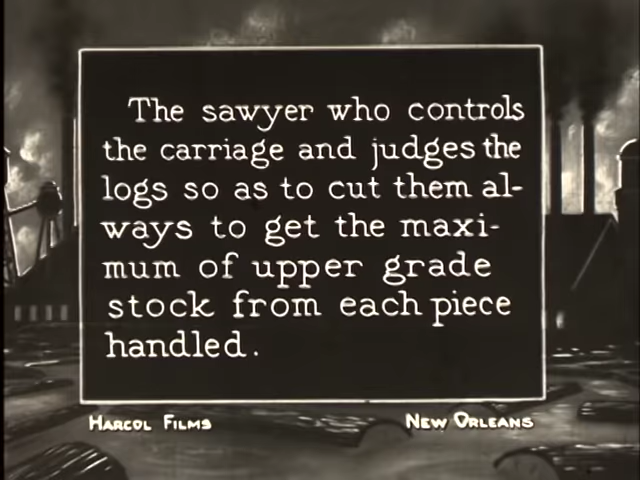 The sawyer who controls
the carriage and judges the
logs so as to cut them al-
ways to get the maxi-
mum of upper grade
stock from each piece
handled.
HARCOL FILMS
NEW ORLEANS